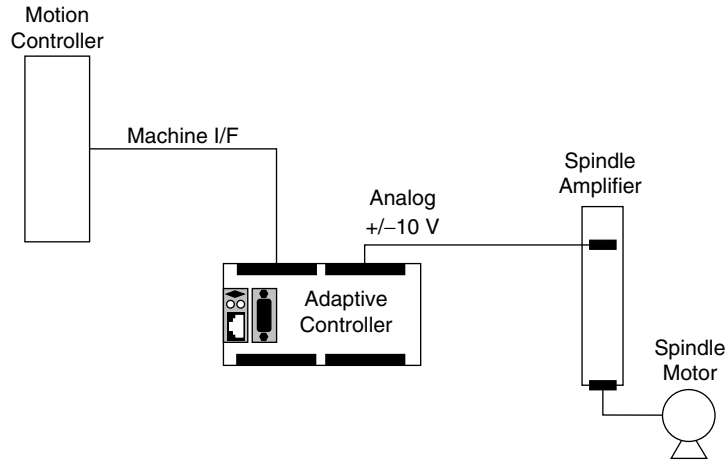 Motion
Controller
Machine I/F
Spindle
Amplifier
Analog
+/−10 V
Adaptive
Controller
Spindle
Motor